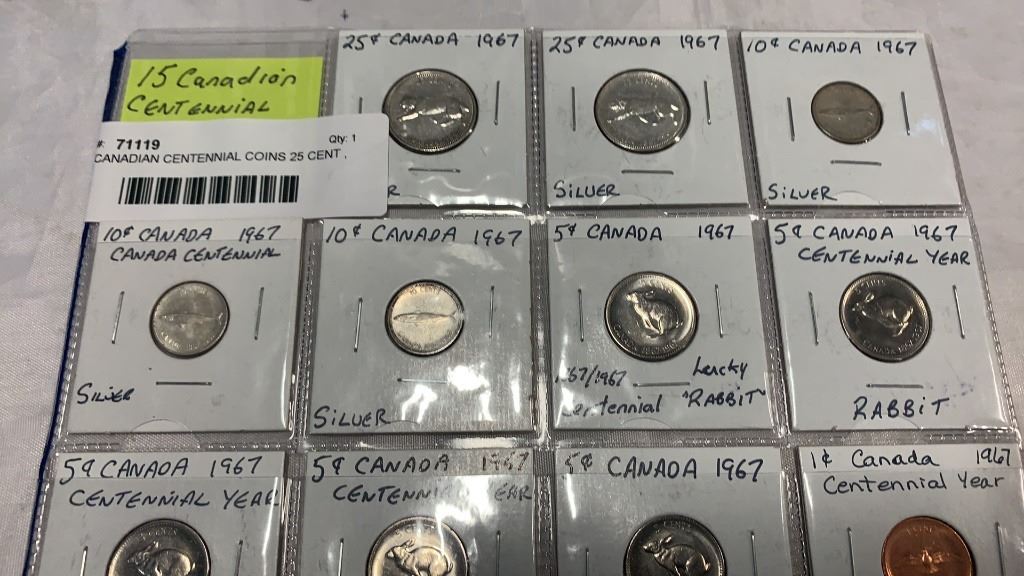 15 Canadian
CENTENNIAL
#: 71119 Qty: 1
CANADIAN CENTENNIAL COINS 25 CENT ,
25¢ CANADA 1967
25¢ CANADA 1967
SILVER
10¢ CANADA 1967
SILVER
10¢ CANADA 1967
CANADA CENTENNIAL
SILVER
10¢ CANADA 1967
SILVER
5¢ CANADA 1967
67/1967 Lucky
Centennial "RABBIT"
5¢ CANADA 1967
CENTENNIAL YEAR
RABBIT
5¢ CANADA 1967
CENTENNIAL YEAR
5¢ CANADA 1967
CENTENNIAL YEAR
5¢ CANADA 1967
1¢ Canada 1967
Centennial Year